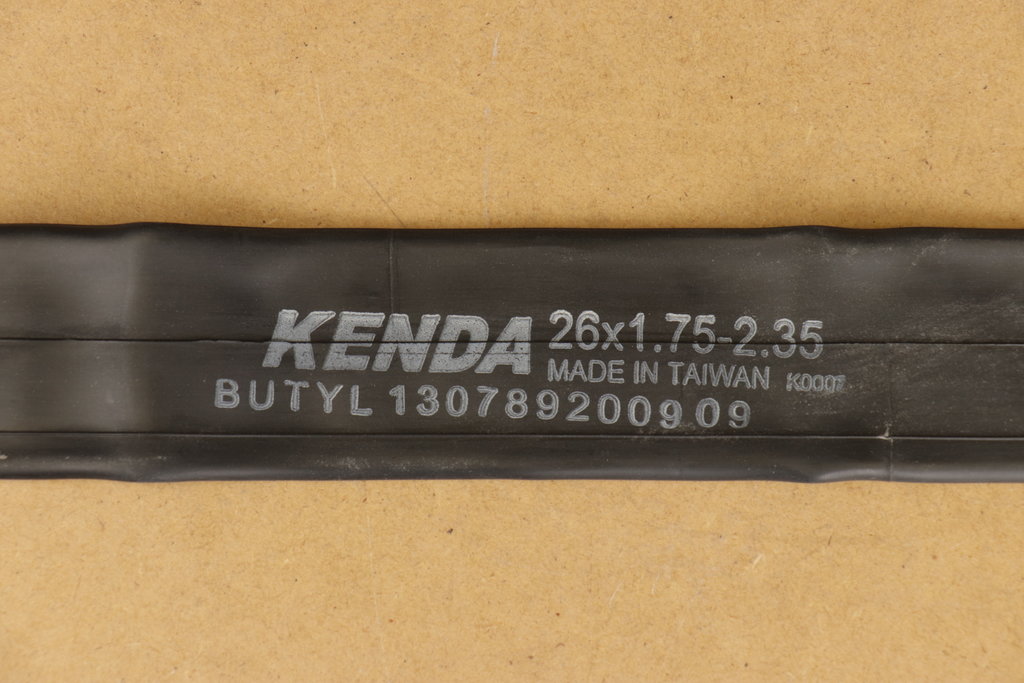 KENDA 26x1.75-2.35
MADE IN TAIWAN K0007
BUTYL 130789200909